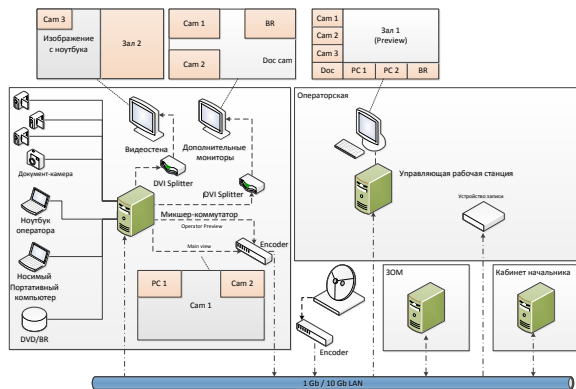 Cam 3
Изображение
с ноутбука
Зал 2
Cam 1
BR
Cam 2
Doc cam
Cam 1
Cam 2
Cam 3
Doc
PC 1
PC 2
BR
Зал 1
(Preview)
Операторская
Видеостена
Дополнительные
мониторы
DVI Splitter
DVI Splitter
Документ-камера
Ноутбук
оператора
Носимый
Портативный
компьютер
DVD/BR
Микшер-коммутатор
Operator Preview
Main view
Encoder
PC 1
Cam 2
Cam 1
Управляющая рабочая станция
Устройство записи
Encoder
ЗОМ
Кабинет начальника
1 Gb / 10 Gb LAN